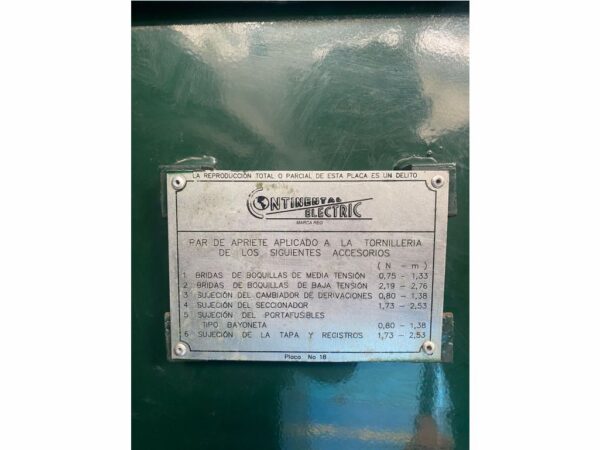 LA REPRODUCCIÓN TOTAL O PARCIAL DE ESTA PLACA ES UN DELITO
CONTINENTAL
ELECTRIC
MARCA REG
PAR DE APRIETE APLICADO A LA TORNILLERIA
DE LOS SIGUIENTES ACCESORIOS
( N - m )
1 BRIDAS DE BOQUILLAS DE MEDIA TENSIÓN 0,75 - 1,33
2 BRIDAS DE BOQUILLAS DE BAJA TENSIÓN 2,19 - 2,76
3 SUJECIÓN DEL CAMBIADOR DE DERIVACIONES 0,80 - 1,38
4 SUJECIÓN DEL SECCIONADOR 1,73 - 2,53
5 SUJECIÓN DEL PORTAFUSIBLES
TIPO BAYONETA 0,80 - 1,38
6 SUJECIÓN DE LA TAPA Y REGISTROS 1,73 - 2,53
Placa No 18